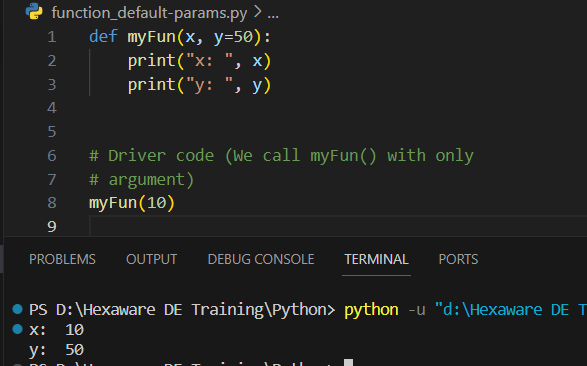 function_default-params.py > ...
1 def myFun(x, y=50):
2     print("x: ", x)
3     print("y: ", y)
4
5
6 # Driver code (We call myFun() with only
7 # argument)
8 myFun(10)
9
PROBLEMS OUTPUT DEBUG CONSOLE TERMINAL PORTS
PS D:\Hexaware DE Training\Python> python -u "d:\Hexaware DE T
x:  10
y:  50
PS D:\Hexaware DE Training\Python>